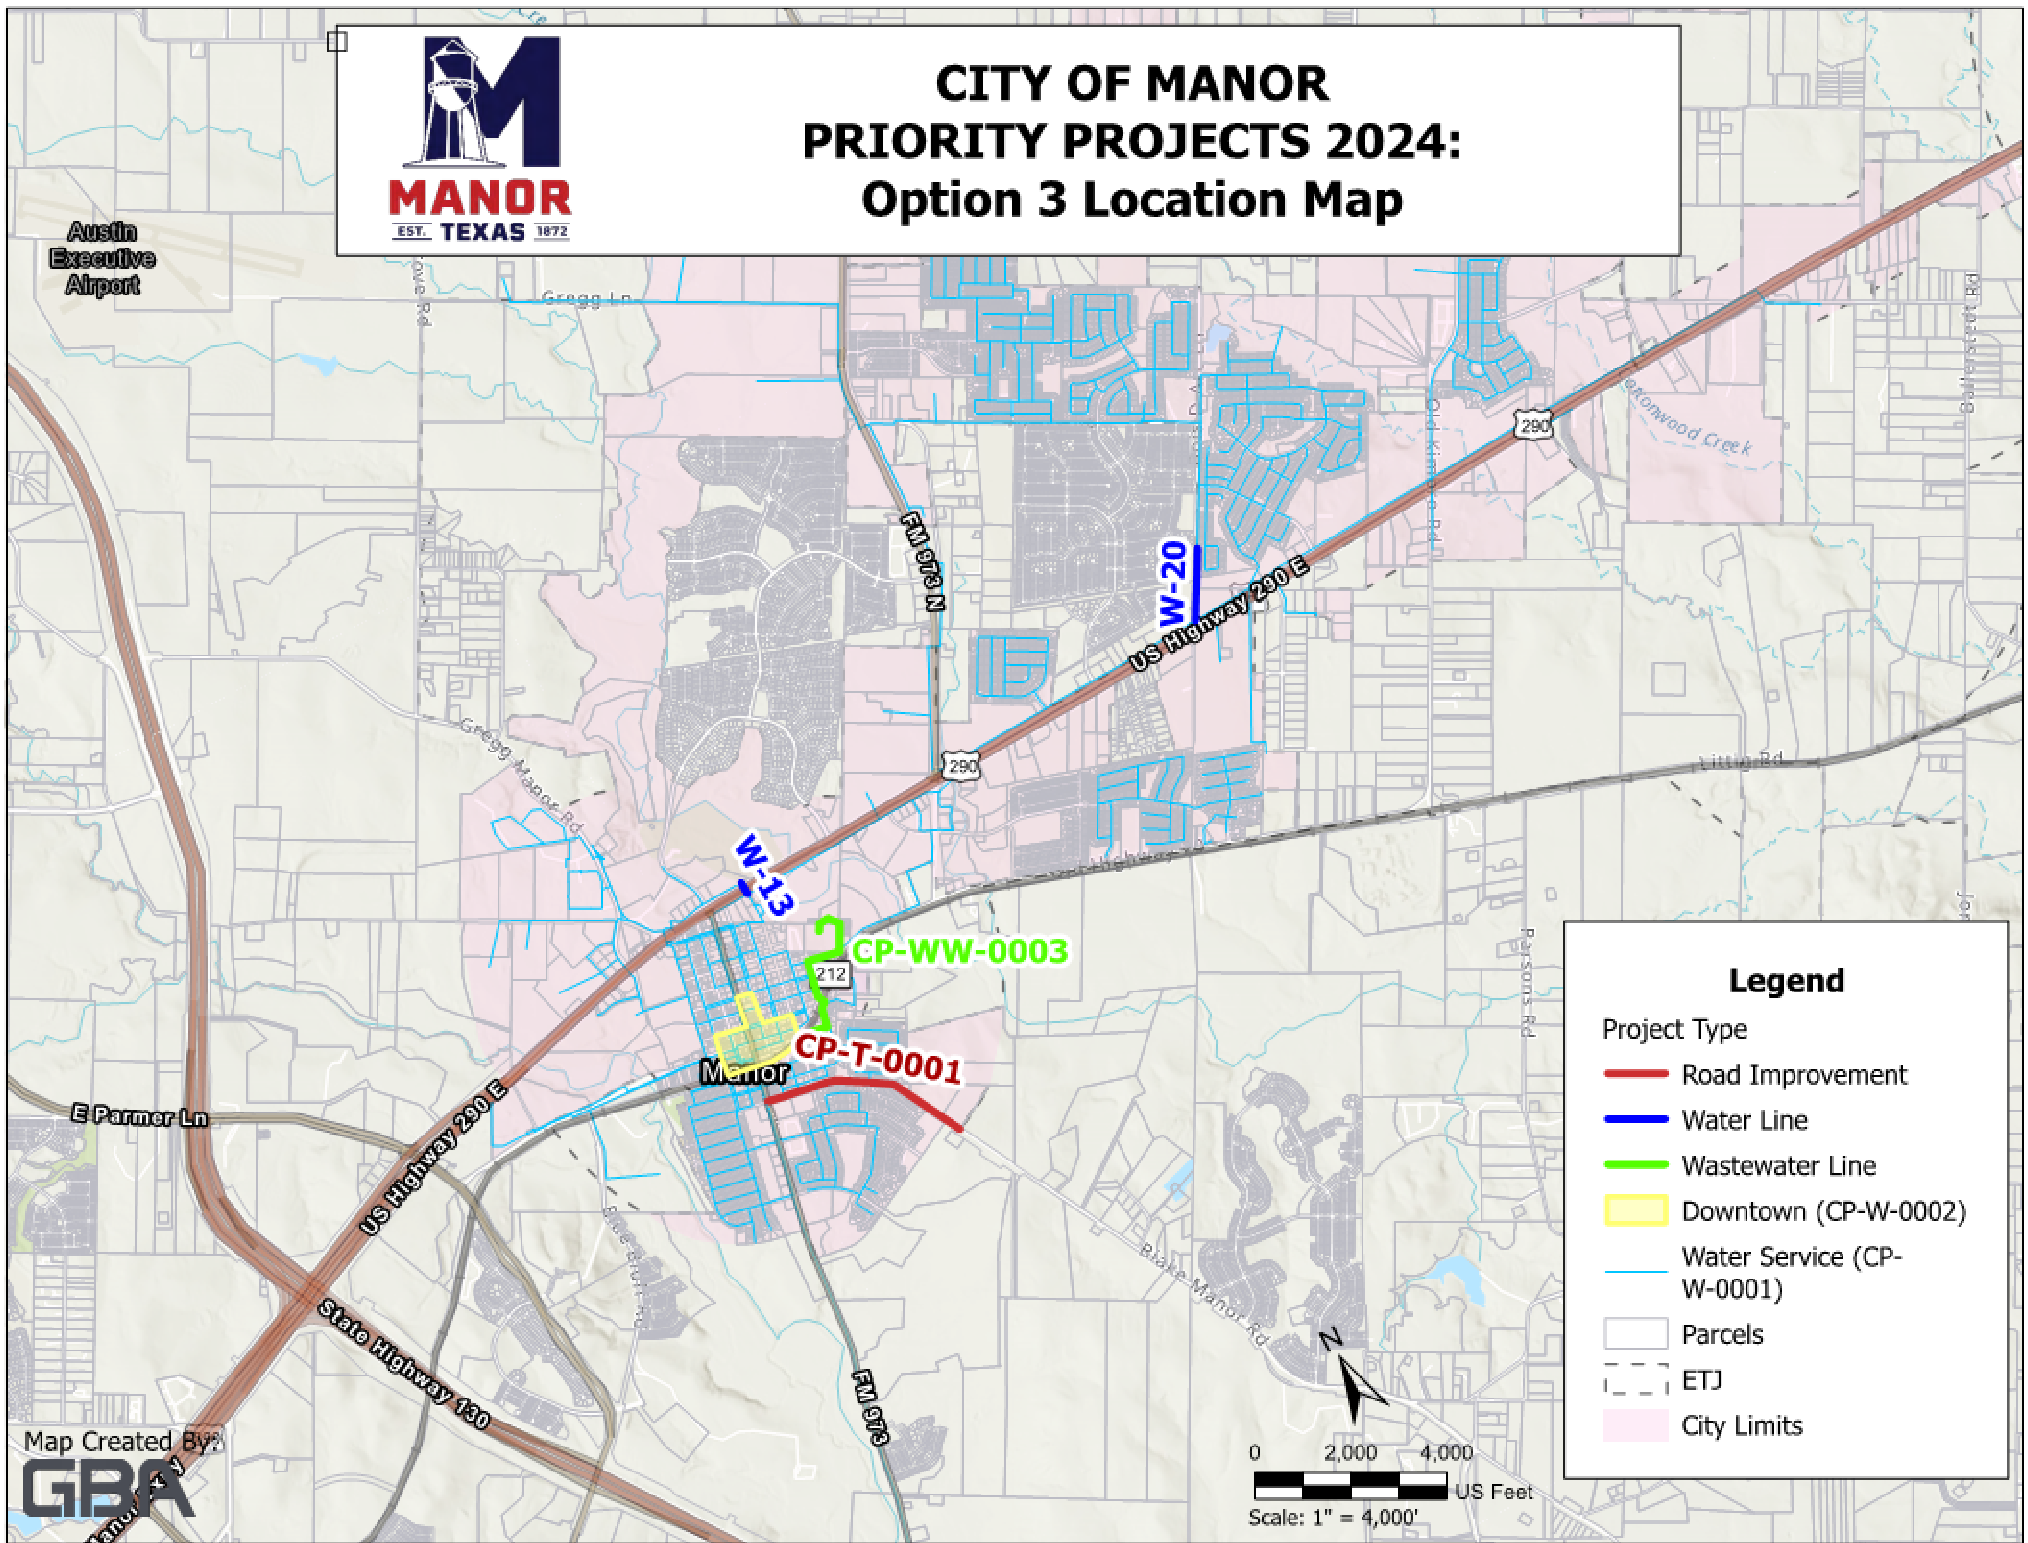 CITY OF MANOR
PRIORITY PROJECTS 2024:
Option 3 Location Map
M
MANOR
EST. TEXAS 1872
Austin
Executive
Airport
Gregg Ln
FM 973 N
290
Cottonwood Creek
Old Kimbro Rd
W-20
US Highway 290 E
Gregg Manor Rd
290
Littig Rd
W-13
CP-WW-0003
212
Parsons Rd
CP-T-0001
Manor
E Parmer Ln
US Highway 290 E
Blake Manor Rd
State Highway 130
FM 973
N
Legend
Project Type
Road Improvement
Water Line
Wastewater Line
Downtown (CP-W-0002)
Water Service (CP-
W-0001)
Parcels
ETJ
City Limits
Map Created By:
GBA
0 2,000 4,000
US Feet
Scale: 1" = 4,000'